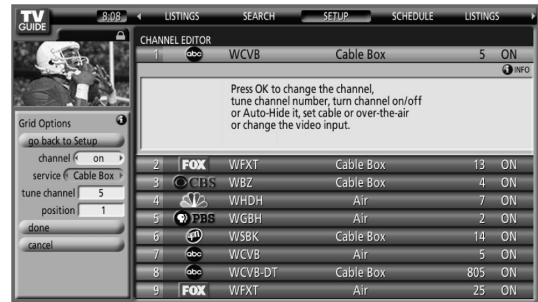 TV GUIDE
8:08
LISTINGS SEARCH SETUP SCHEDULE LISTINGS
CHANNEL EDITOR
1 abc WCVB Cable Box 5 ON
INFO
Press OK to change the channel,
tune channel number, turn channel on/off
or Auto-Hide it, set cable or over-the-air
or change the video input.
Grid Options
go back to Setup
channel on
service Cable Box
tune channel 5
position 1
done
cancel
2 FOX WFXT Cable Box 13 ON
3 CBS WBZ Cable Box 4 ON
4 WHDH Air 7 ON
5 PBS WGBH Air 2 ON
6 WSBK Cable Box 14 ON
7 abc WCVB Air 5 ON
8 abc WCVB-DT Cable Box 805 ON
9 FOX WFXT Air 25 ON